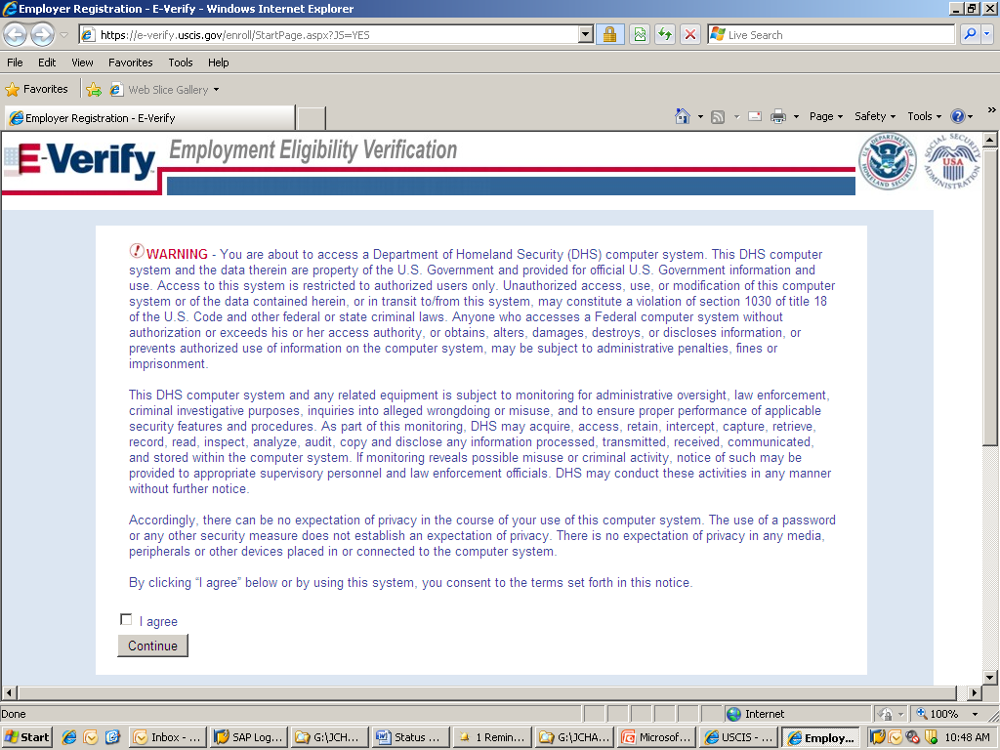 Employer Registration - E-Verify - Windows Internet Explorer
https://e-verify.uscis.gov/enroll/StartPage.aspx?JS=YES
Live Search
File Edit View Favorites Tools Help
Favorites Web Slice Gallery
Employer Registration - E-Verify
Page Safety Tools »
E-Verify Employment Eligibility Verification
U.S. DEPARTMENT OF HOMELAND SECURITY
SOCIAL SECURITY ADMINISTRATION USA
WARNING - You are about to access a Department of Homeland Security (DHS) computer system. This DHS computer
system and the data therein are property of the U.S. Government and provided for official U.S. Government information and
use. Access to this system is restricted to authorized users only. Unauthorized access, use, or modification of this computer
system or of the data contained herein, or in transit to/from this system, may constitute a violation of section 1030 of title 18
of the U.S. Code and other federal or state criminal laws. Anyone who accesses a Federal computer system without
authorization or exceeds his or her access authority, or obtains, alters, damages, destroys, or discloses information, or
prevents authorized use of information on the computer system, may be subject to administrative penalties, fines or
imprisonment.
This DHS computer system and any related equipment is subject to monitoring for administrative oversight, law enforcement,
criminal investigative purposes, inquiries into alleged wrongdoing or misuse, and to ensure proper performance of applicable
security features and procedures. As part of this monitoring, DHS may acquire, access, retain, intercept, capture, retrieve,
record, read, inspect, analyze, audit, copy and disclose any information processed, transmitted, received, communicated,
and stored within the computer system. If monitoring reveals possible misuse or criminal activity, notice of such may be
provided to appropriate supervisory personnel and law enforcement officials. DHS may conduct these activities in any manner
without further notice.
Accordingly, there can be no expectation of privacy in the course of your use of this computer system. The use of a password
or any other security measure does not establish an expectation of privacy. There is no expectation of privacy in any media,
peripherals or other devices placed in or connected to the computer system.
By clicking “I agree” below or by using this system, you consent to the terms set forth in this notice.
I agree
Continue
Done Internet 100%
Start Inbox - ... SAP Log... G:\JCH... Status ... 1 Remin... G:\JCHA... Microsof... USCIS - ... Employ... 10:48 AM